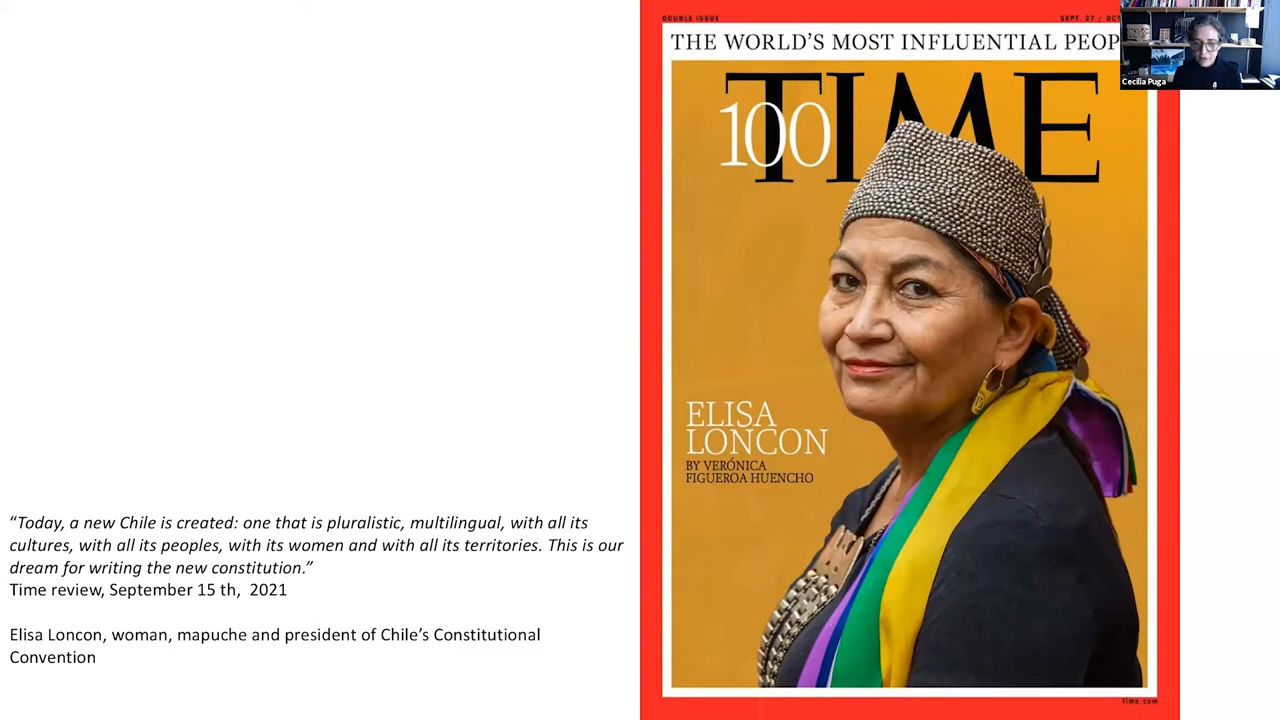 DOUBLE ISSUE
SEPT. 27 / OCT
THE WORLD'S MOST INFLUENTIAL PEOP
TIME
100
Cecilia Puga
ELISA
LONCON
BY VERÓNICA
FIGUEROA HUENCHO
“Today, a new Chile is created: one that is pluralistic, multilingual, with all its
cultures, with all its peoples, with its women and with all its territories. This is our
dream for writing the new constitution.”
Time review, September 15 th,  2021
Elisa Loncon, woman, mapuche and president of Chile’s Constitutional
Convention
time.com